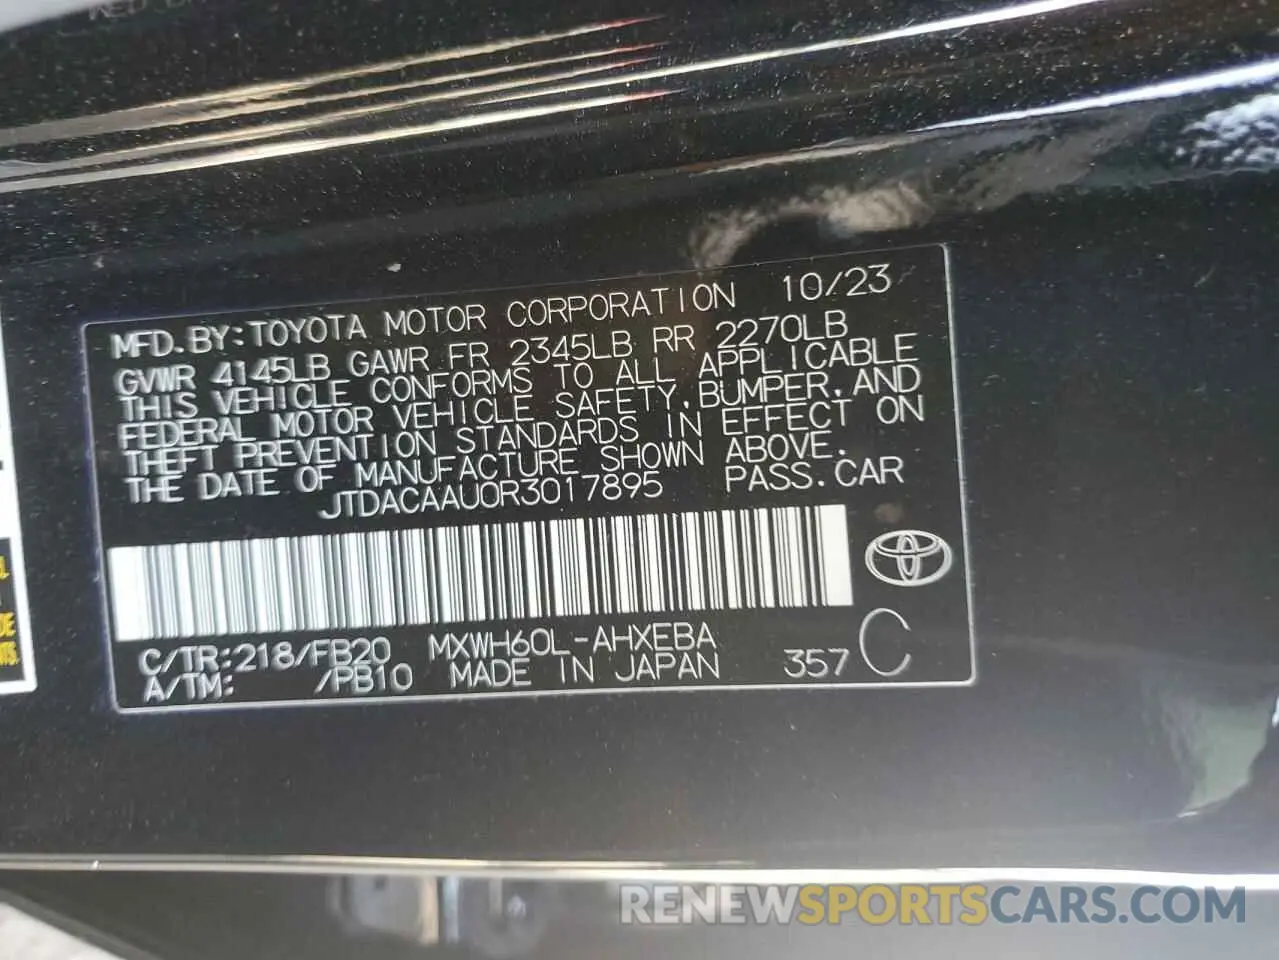 MFD.BY:TOYOTA MOTOR CORPORATION 10/23
GVWR 4145LB GAWR FR 2345LB RR 2270LB
THIS VEHICLE CONFORMS TO ALL APPLICABLE
FEDERAL MOTOR VEHICLE SAFETY,BUMPER,AND
THEFT PREVENTION STANDARDS IN EFFECT ON
THE DATE OF MANUFACTURE SHOWN ABOVE.
JTDACAAU0R3017895 PASS.CAR
C/TR:218/FB20 MXWH60L-AHXEBA
A/TM: /PB10 MADE IN JAPAN 357 C
RENEWSPORTSCARS.COM